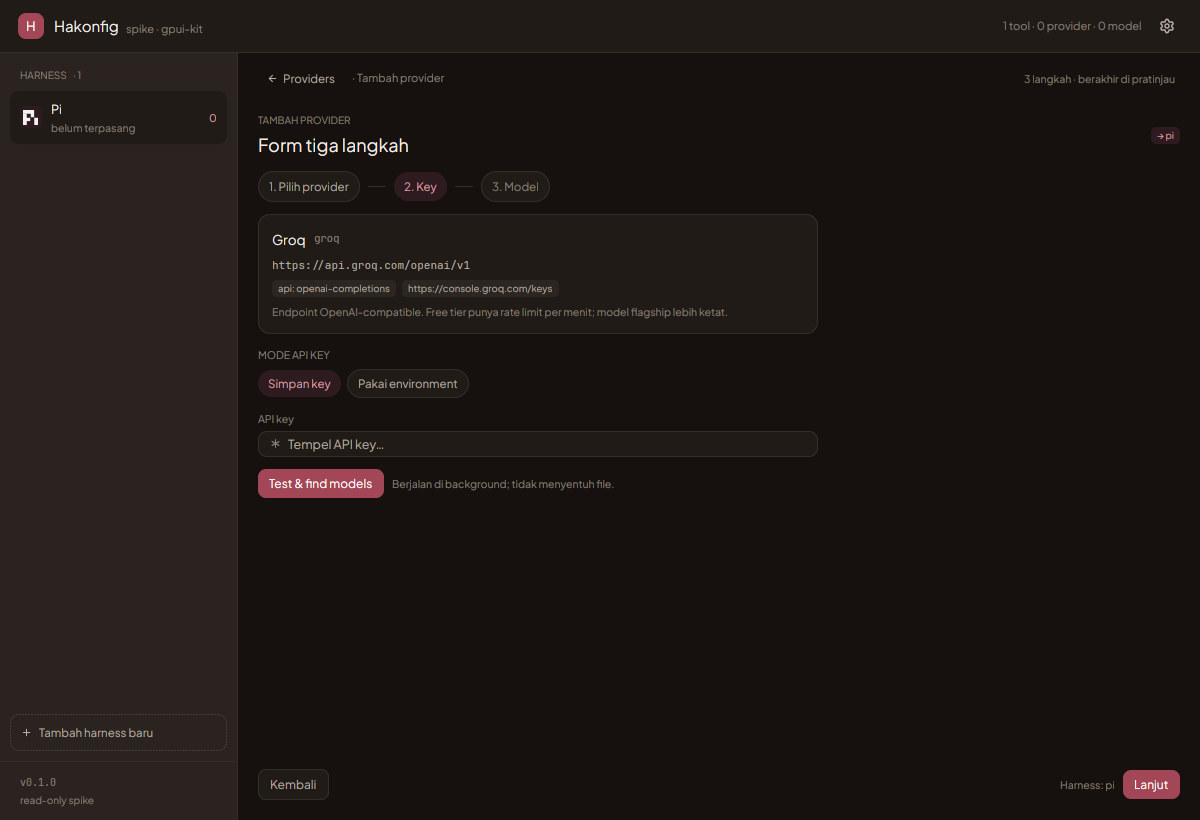 H Hakonfig spike · gpui-kit
1 tool · 0 provider · 0 model
HARNESS · 1
Pi
belum terpasang
0
+ Tambah harness baru
v0.1.0
read-only spike
← Providers · Tambah provider
3 langkah · berakhir di pratinjau
TAMBAH PROVIDER
Form tiga langkah
→ pi
1. Pilih provider
2. Key
3. Model
Groq groq
https://api.groq.com/openai/v1
api: openai-completions
https://console.groq.com/keys
Endpoint OpenAI-compatible. Free tier punya rate limit per menit; model flagship lebih ketat.
MODE API KEY
Simpan key
Pakai environment
API key
Tempel API key…
Test & find models
Berjalan di background; tidak menyentuh file.
Kembali
Harness: pi
Lanjut